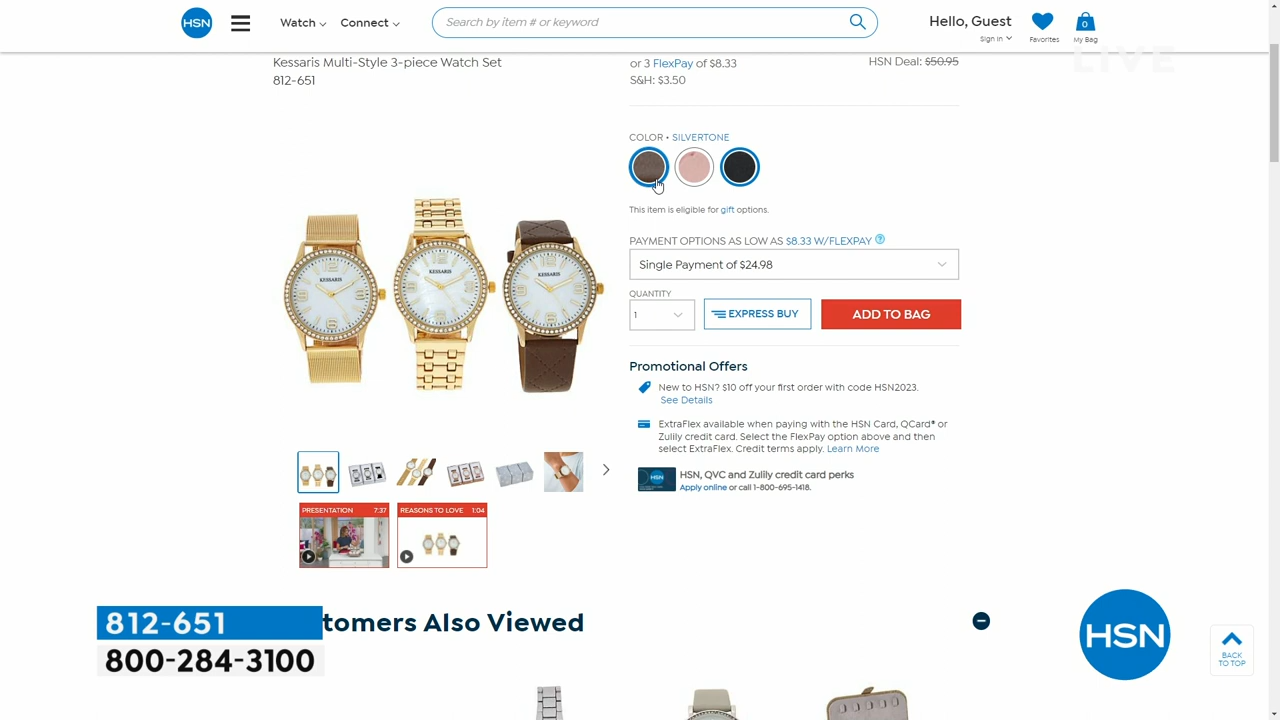 HSN
Watch
Connect
Search by item # or keyword
Hello, Guest
Sign In
Favorites
0
My Bag
LIVE
Kessaris Multi-Style 3-piece Watch Set
812-651
or 3 FlexPay of $8.33
S&H: $3.50
HSN Deal: $50.95
COLOR • SILVERTONE
This item is eligible for gift options.
PAYMENT OPTIONS AS LOW AS $8.33 W/FLEXPAY ?
Single Payment of $24.98
QUANTITY
1
EXPRESS BUY
ADD TO BAG
KESSARIS
KESSARIS
KESSARIS
Promotional Offers
New to HSN? $10 off your first order with code HSN2023.
See Details
ExtraFlex available when paying with the HSN Card, QCard® or
Zulily credit card. Select the FlexPay option above and then
select ExtraFlex. Credit terms apply. Learn More
HSN
HSN, QVC and Zulily credit card perks
Apply online or call 1-800-695-1418.
PRESENTATION 7:37
REASONS TO LOVE 1:04
812-651
800-284-3100
tomers Also Viewed
HSN
BACK
TO TOP